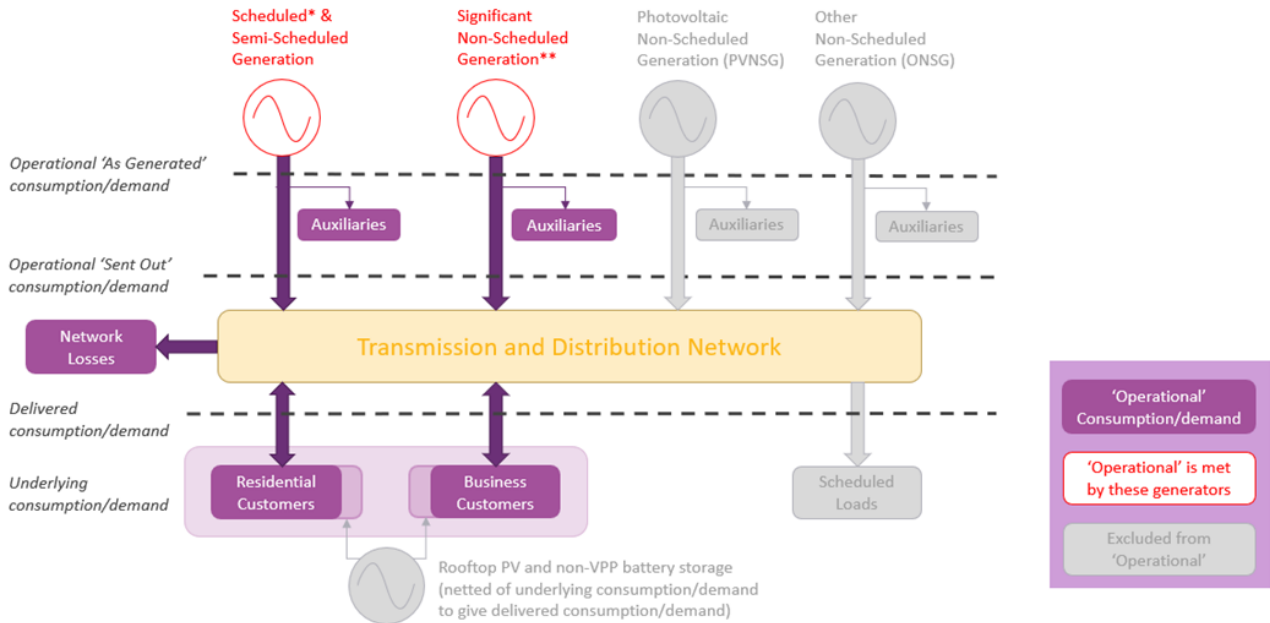 Scheduled* &
Semi-Scheduled
Generation
Significant
Non-Scheduled
Generation**
Photovoltaic
Non-Scheduled
Generation (PVNSG)
Other
Non-Scheduled
Generation (ONSG)
Operational ‘As Generated’
consumption/demand
Auxiliaries
Auxiliaries
Auxiliaries
Auxiliaries
Operational ‘Sent Out’
consumption/demand
Network
Losses
Transmission and Distribution Network
Delivered
consumption/demand
Underlying
consumption/demand
Residential
Customers
Business
Customers
Scheduled
Loads
Rooftop PV and non-VPP battery storage
(netted of underlying consumption/demand
to give delivered consumption/demand)
‘Operational’
Consumption/demand
‘Operational’ is met
by these generators
Excluded from
‘Operational’